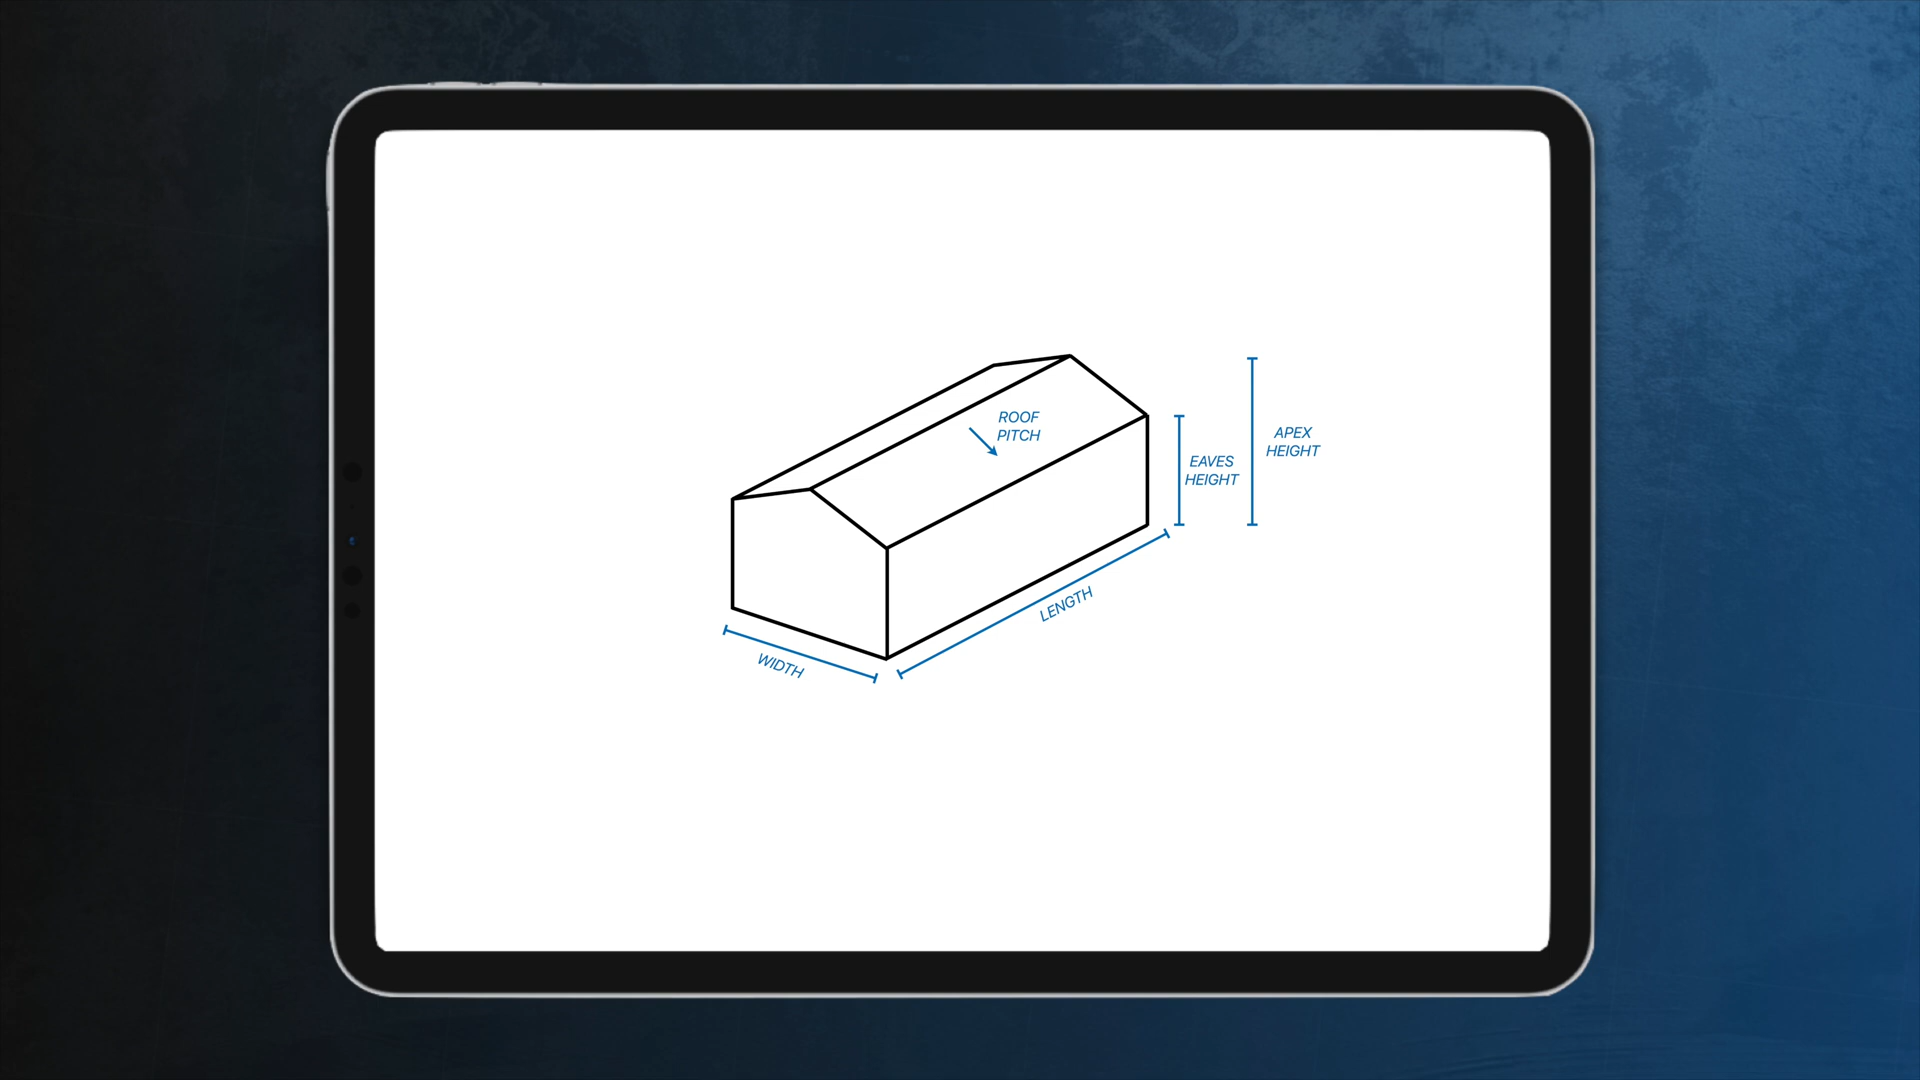 ROOF
PITCH
EAVES
HEIGHT
APEX
HEIGHT
LENGTH
WIDTH